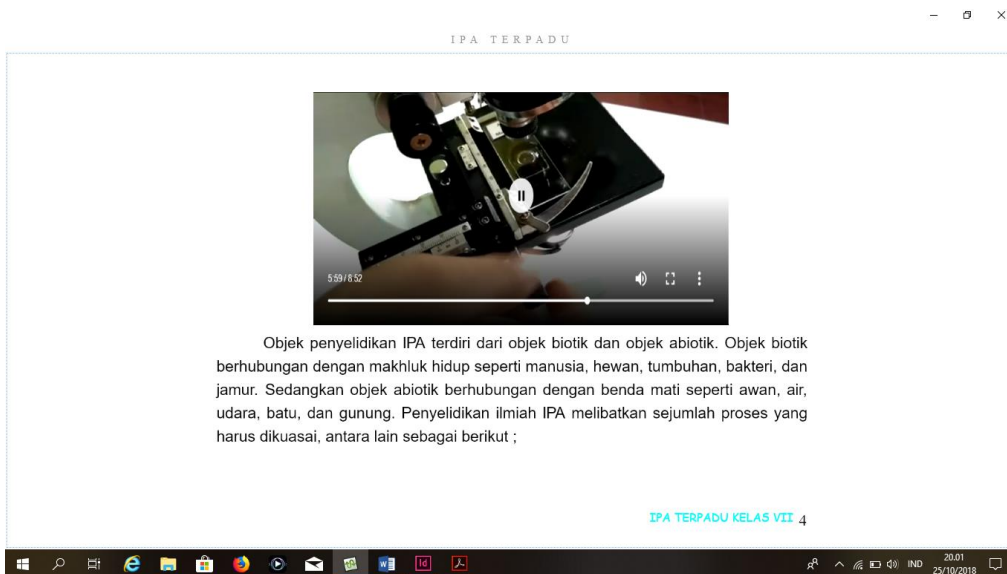 IPA TERPADU
5:59 / 8:52
Objek penyelidikan IPA terdiri dari objek biotik dan objek abiotik. Objek biotik
berhubungan dengan makhluk hidup seperti manusia, hewan, tumbuhan, bakteri, dan
jamur. Sedangkan objek abiotik berhubungan dengan benda mati seperti awan, air,
udara, batu, dan gunung. Penyelidikan ilmiah IPA melibatkan sejumlah proses yang
harus dikuasai, antara lain sebagai berikut ;
IPA TERPADU KELAS VII 4
IND
20.01
25/10/2018